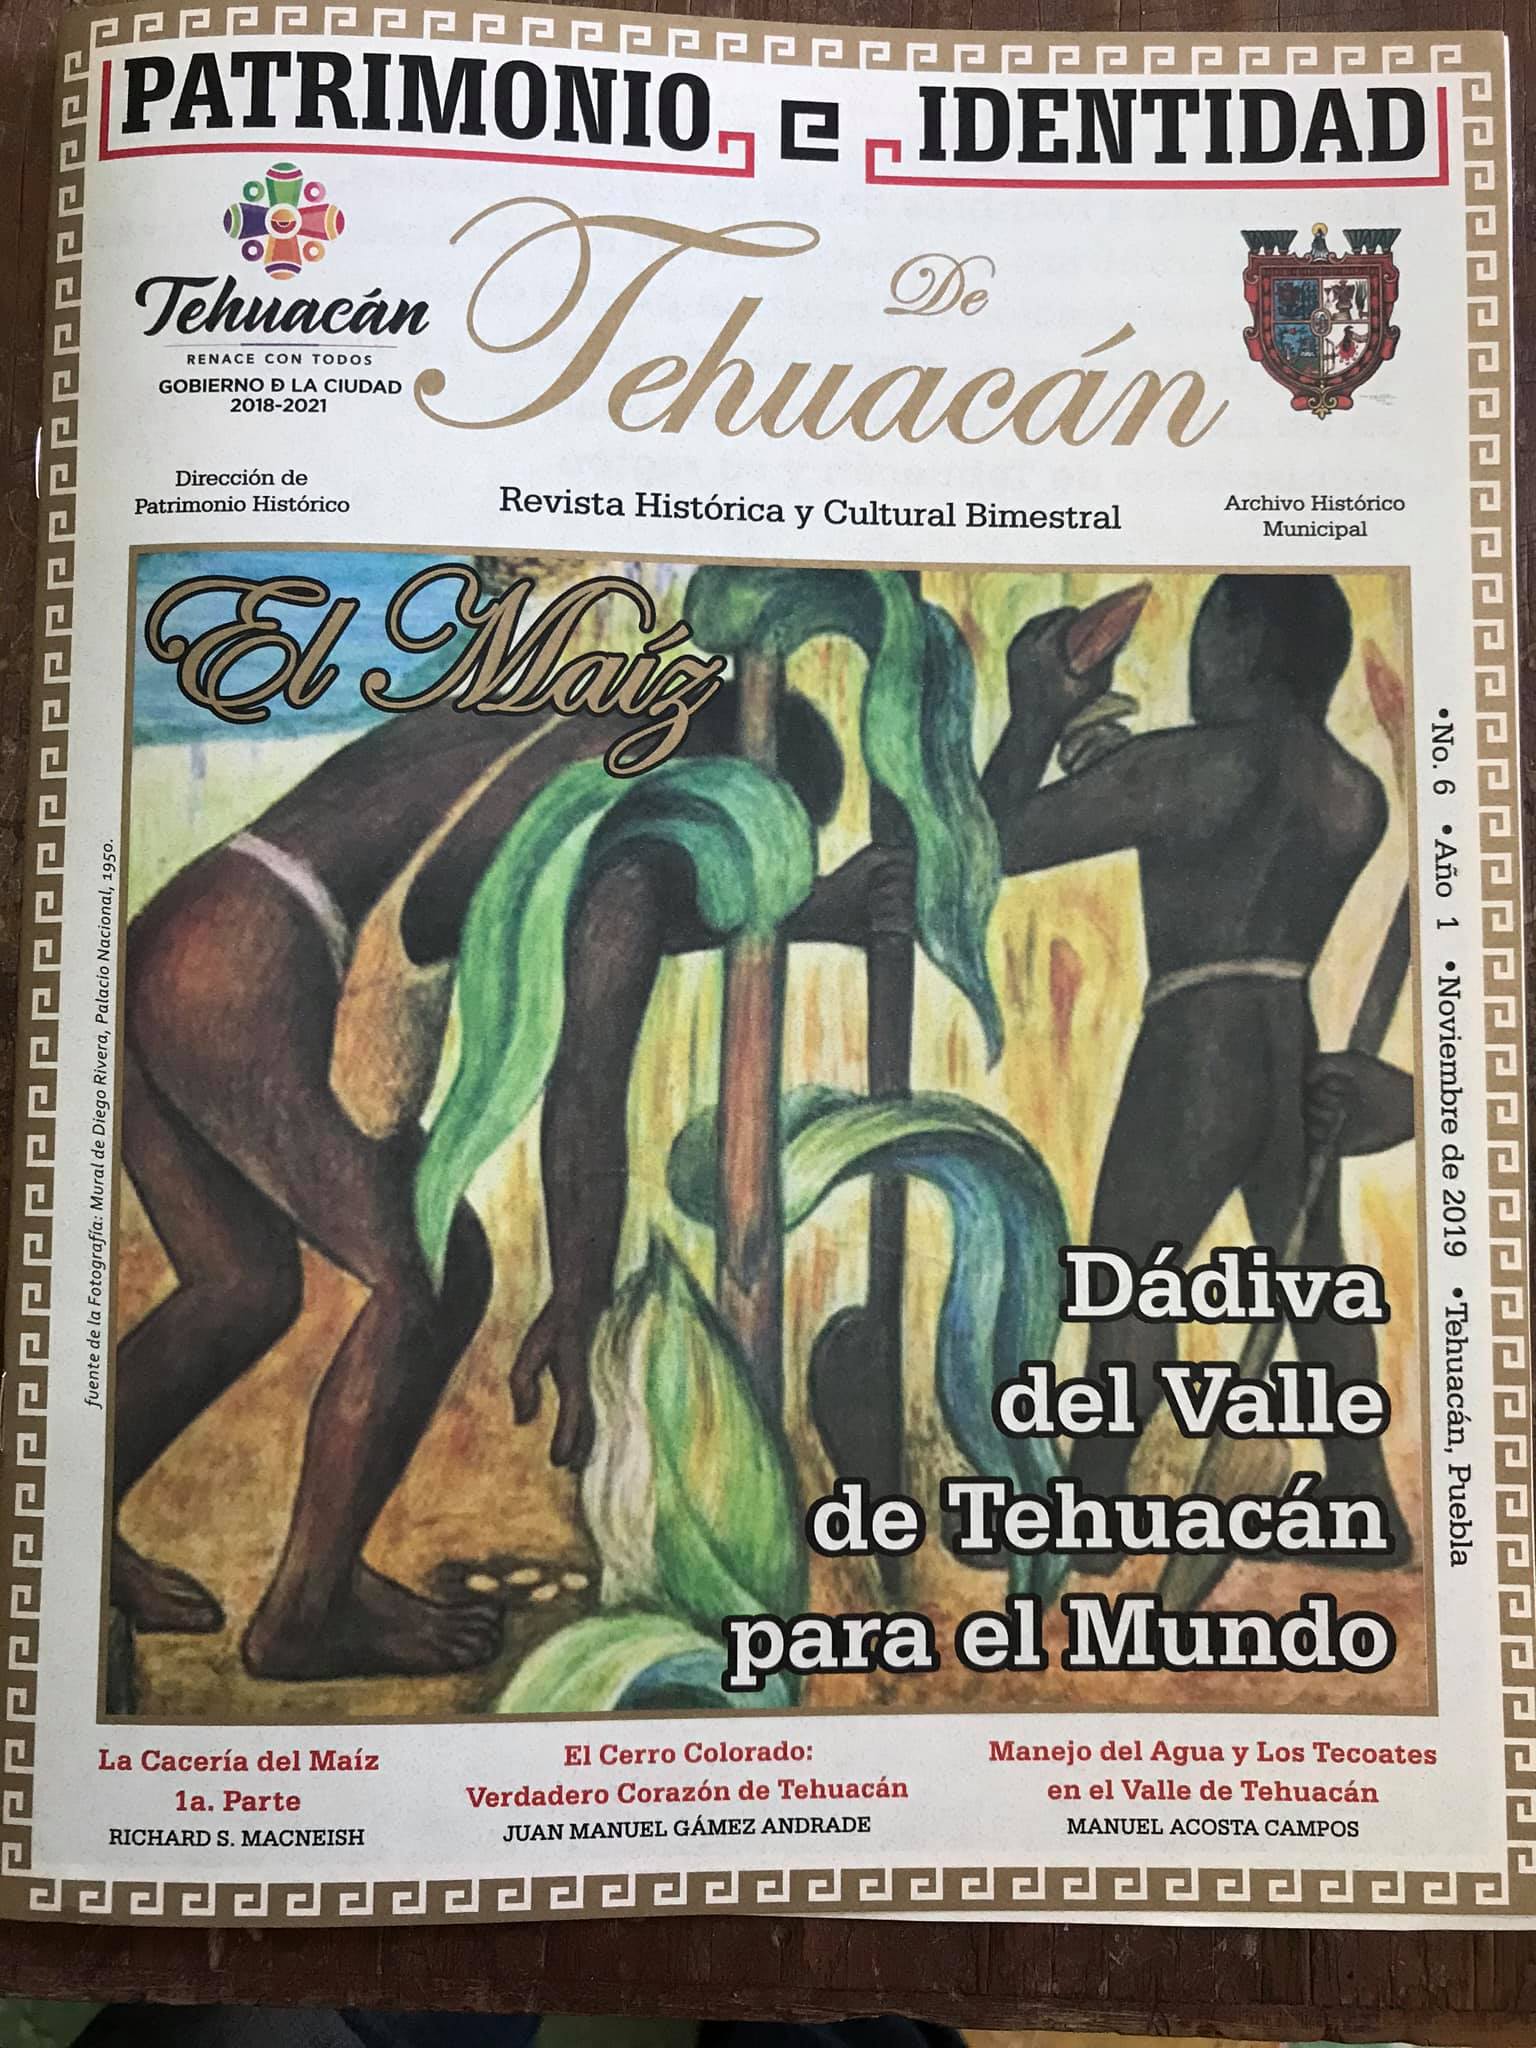 PATRIMONIO e IDENTIDAD
De
Tehuacán
Tehuacán
RENACE CON TODOS
GOBIERNO Đ LA CIUDAD
2018-2021
Dirección de
Patrimonio Histórico
Revista Histórica y Cultural Bimestral
Archivo Histórico
Municipal
El Maíz
fuente de la Fotografía: Mural de Diego Rivera, Palacio Nacional, 1950.
•No. 6 •Año 1 •Noviembre de 2019 •Tehuacán, Puebla
Dádiva
del Valle
de Tehuacán
para el Mundo
La Cacería del Maíz
1a. Parte
RICHARD S. MACNEISH
El Cerro Colorado:
Verdadero Corazón de Tehuacán
JUAN MANUEL GÁMEZ ANDRADE
Manejo del Agua y Los Tecoates
en el Valle de Tehuacán
MANUEL ACOSTA CAMPOS